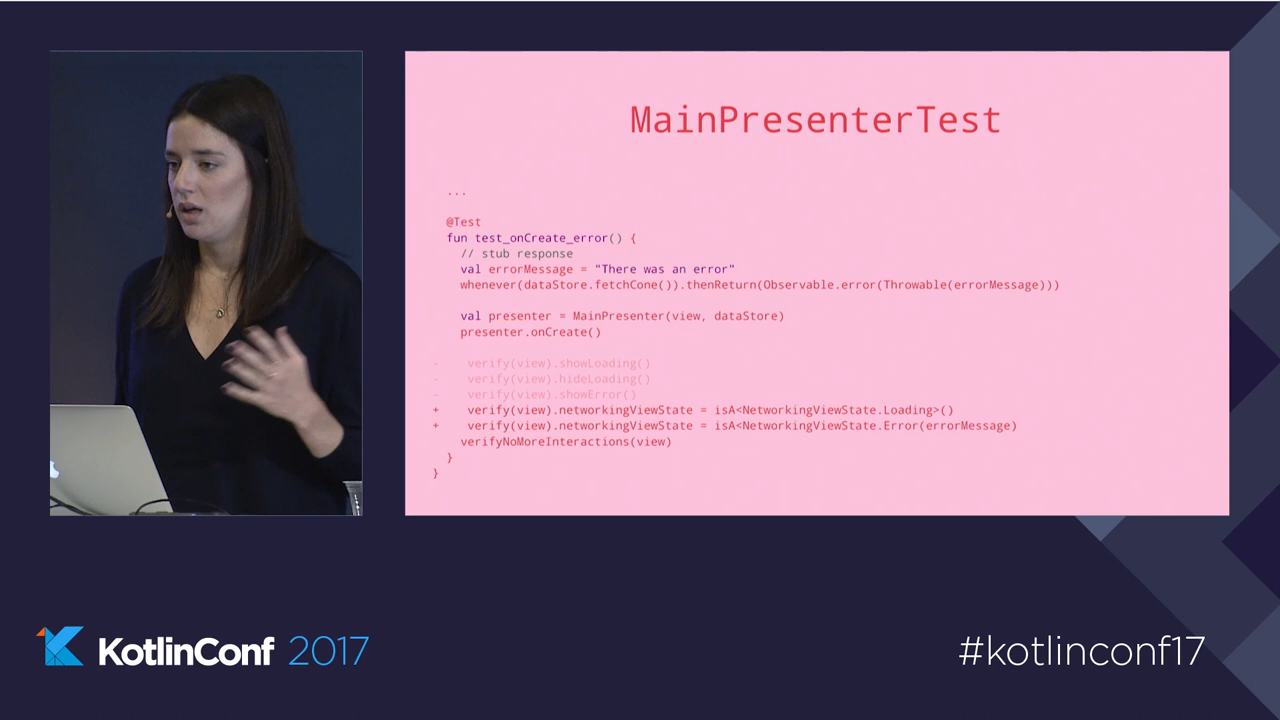 MainPresenterTest
...
@Test
fun test_onCreate_error() {
// stub response
val errorMessage = "There was an error"
whenever(dataStore.fetchCone()).thenReturn(Observable.error(Throwable(errorMessage)))
val presenter = MainPresenter(view, dataStore)
presenter.onCreate()
- verify(view).showLoading()
- verify(view).hideLoading()
- verify(view).showError()
+ verify(view).networkingViewState = isA<NetworkingViewState.Loading>()
+ verify(view).networkingViewState = isA<NetworkingViewState.Error(errorMessage)
verifyNoMoreInteractions(view)
}
}
KotlinConf 2017
#kotlinconf17